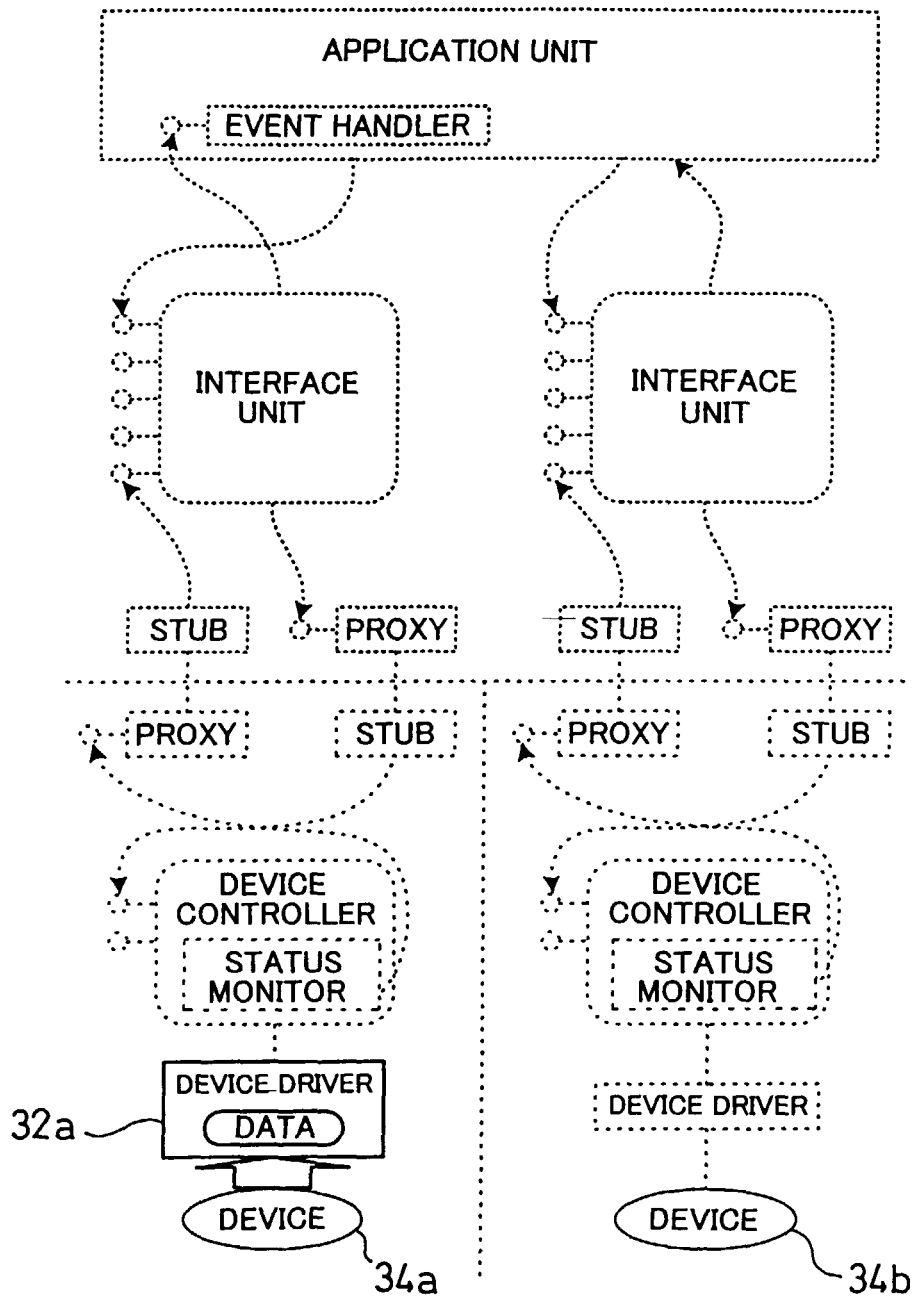 APPLICATION UNIT
EVENT HANDLER
INTERFACE
UNIT
INTERFACE
UNIT
STUB
PROXY
STUB
PROXY
PROXY
STUB
PROXY
STUB
DEVICE
CONTROLLER
STATUS
MONITOR
DEVICE
CONTROLLER
STATUS
MONITOR
DEVICE DRIVER
DATA
32a
DEVICE DRIVER
DEVICE
34a
DEVICE
34b